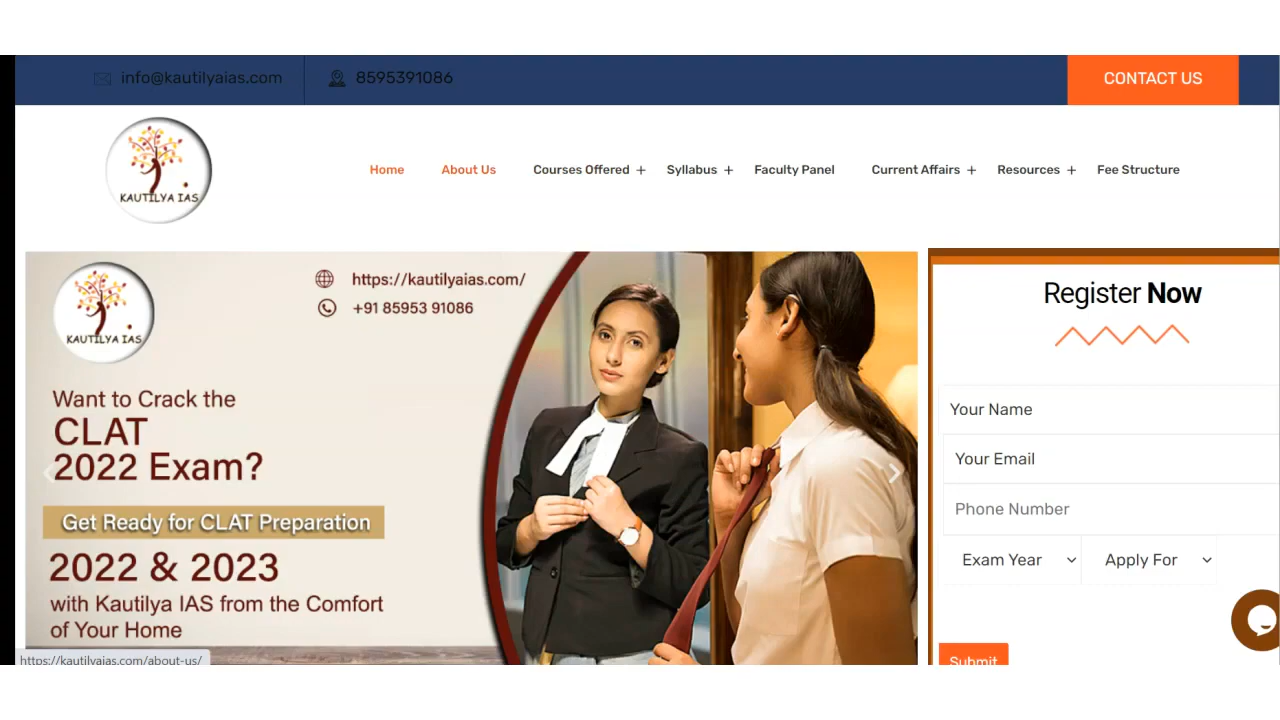 info@kautilyaias.com
8595391086
CONTACT US
KAUTILYA IAS
Home
About Us
Courses Offered +
Syllabus +
Faculty Panel
Current Affairs +
Resources +
Fee Structure
KAUTILYA IAS
https://kautilyaias.com/
+91 85953 91086
Want to Crack the
CLAT
2022 Exam?
Get Ready for CLAT Preparation
2022 & 2023
with Kautilya IAS from the Comfort
of Your Home
Register Now
Your Name
Your Email
Phone Number
Exam Year
Apply For
Submit
https://kautilyaias.com/about-us/